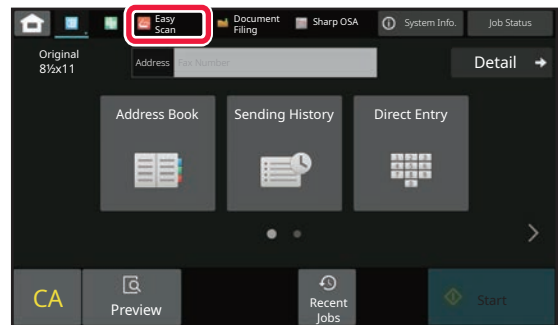 Easy
Scan
Document
Filing
Sharp OSA
System Info.
Job Status
Original
8½x11
Address
Fax Number
Detail
Address Book
Sending History
Direct Entry
CA
Preview
Recent
Jobs
Start